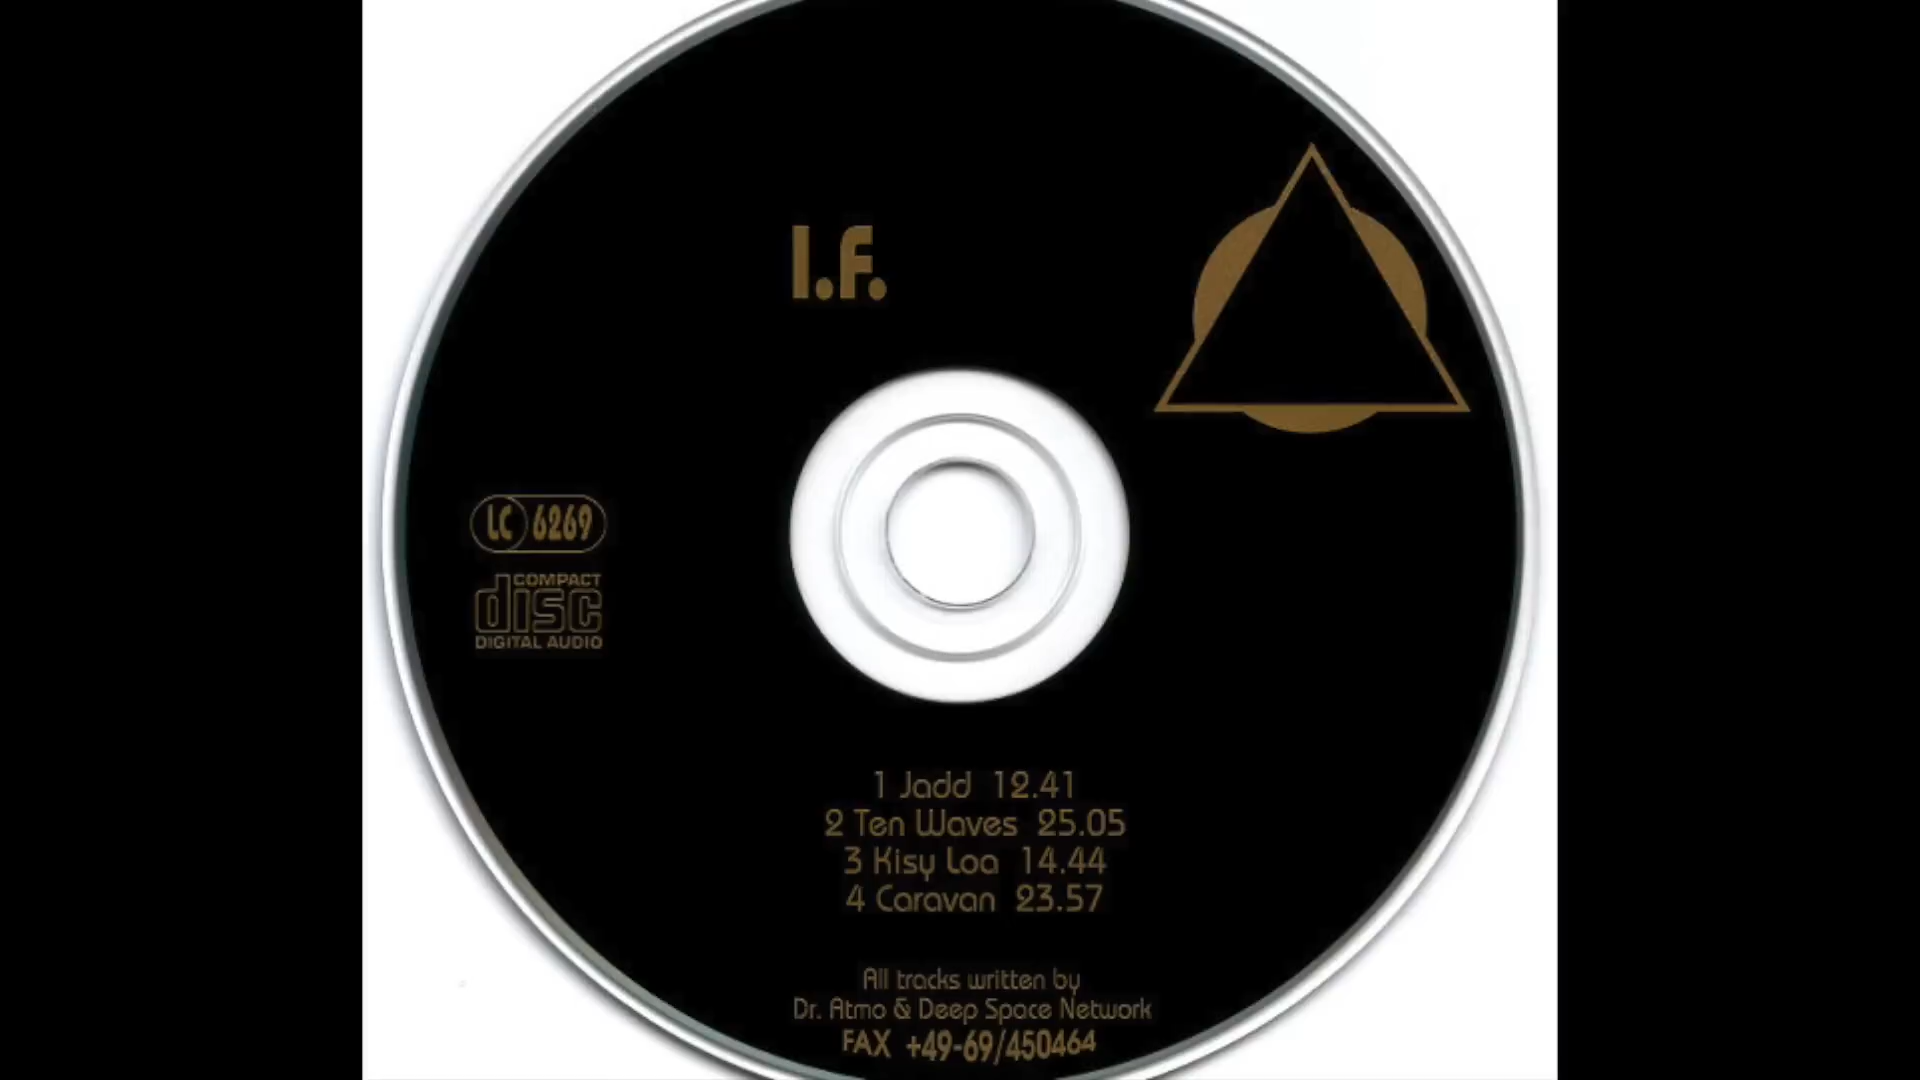 I.F.
LC 6269
COMPACT
disc
DIGITAL AUDIO
1 Jadd 12.41
2 Ten Waves 25.05
3 Kisy Loa 14.44
4 Caravan 23.57
All tracks written by
Dr. Atmo & Deep Space Network
FAX +49-69/450464